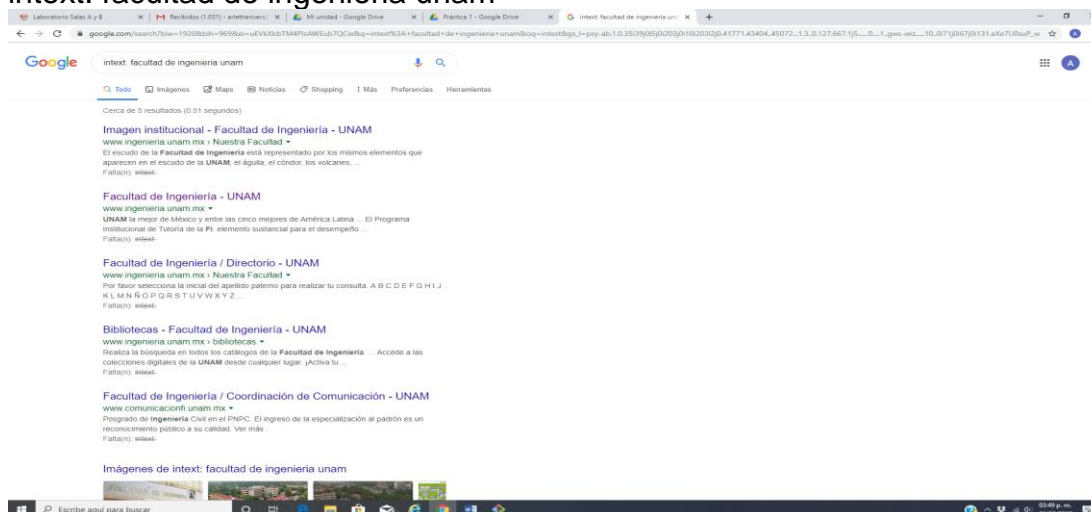 intext: facultad de ingenieria unam
Laboratorio Salas A y B
Recibidos (1.021) - arletherivera
Mi unidad - Google Drive
Práctica 1 - Google Drive
intext: facultad de ingenieria una
Google
intext: facultad de ingenieria unam
A
Todo Imágenes Maps Noticias Shopping Más Preferencias Herramientas
Cerca de 5 resultados (0.51 segundos)
Imagen institucional - Facultad de Ingeniería - UNAM
www.ingenieria.unam.mx › Nuestra Facultad
El escudo de la Facultad de Ingeniería está representado por los mismos elementos que
aparecen en el escudo de la UNAM; el águila, el cóndor, los volcanes, ...
Falta(n): intext:
Facultad de Ingeniería - UNAM
www.ingenieria.unam.mx
UNAM la mejor de México y entre las cinco mejores de América Latina ... El Programa
Institucional de Tutoría de la FI, elemento sustancial para el desempeño ...
Falta(n): intext:
Facultad de Ingeniería / Directorio - UNAM
www.ingenieria.unam.mx › Nuestra Facultad
Por favor selecciona la inicial del apellido paterno para realizar tu consulta. A B C D E F G H I J
K L M N Ñ O P Q R S T U V W X Y Z ...
Falta(n): intext:
Bibliotecas - Facultad de Ingeniería - UNAM
www.ingenieria.unam.mx › bibliotecas
Realiza la búsqueda en todos los catálogos de la Facultad de Ingeniería. ... Accede a las
colecciones digitales de la UNAM desde cualquier lugar. ¡Activa tu ...
Falta(n): intext:
Facultad de Ingeniería / Coordinación de Comunicación - UNAM
www.comunicacionfi.unam.mx
Posgrado de Ingeniería Civil en el PNPC. El ingreso de la especialización al padrón es un
reconocimiento público a su calidad. Ver más .
Falta(n): intext:
Imágenes de intext: facultad de ingenieria unam
Escribe aquí para buscar
03:49 p. m.